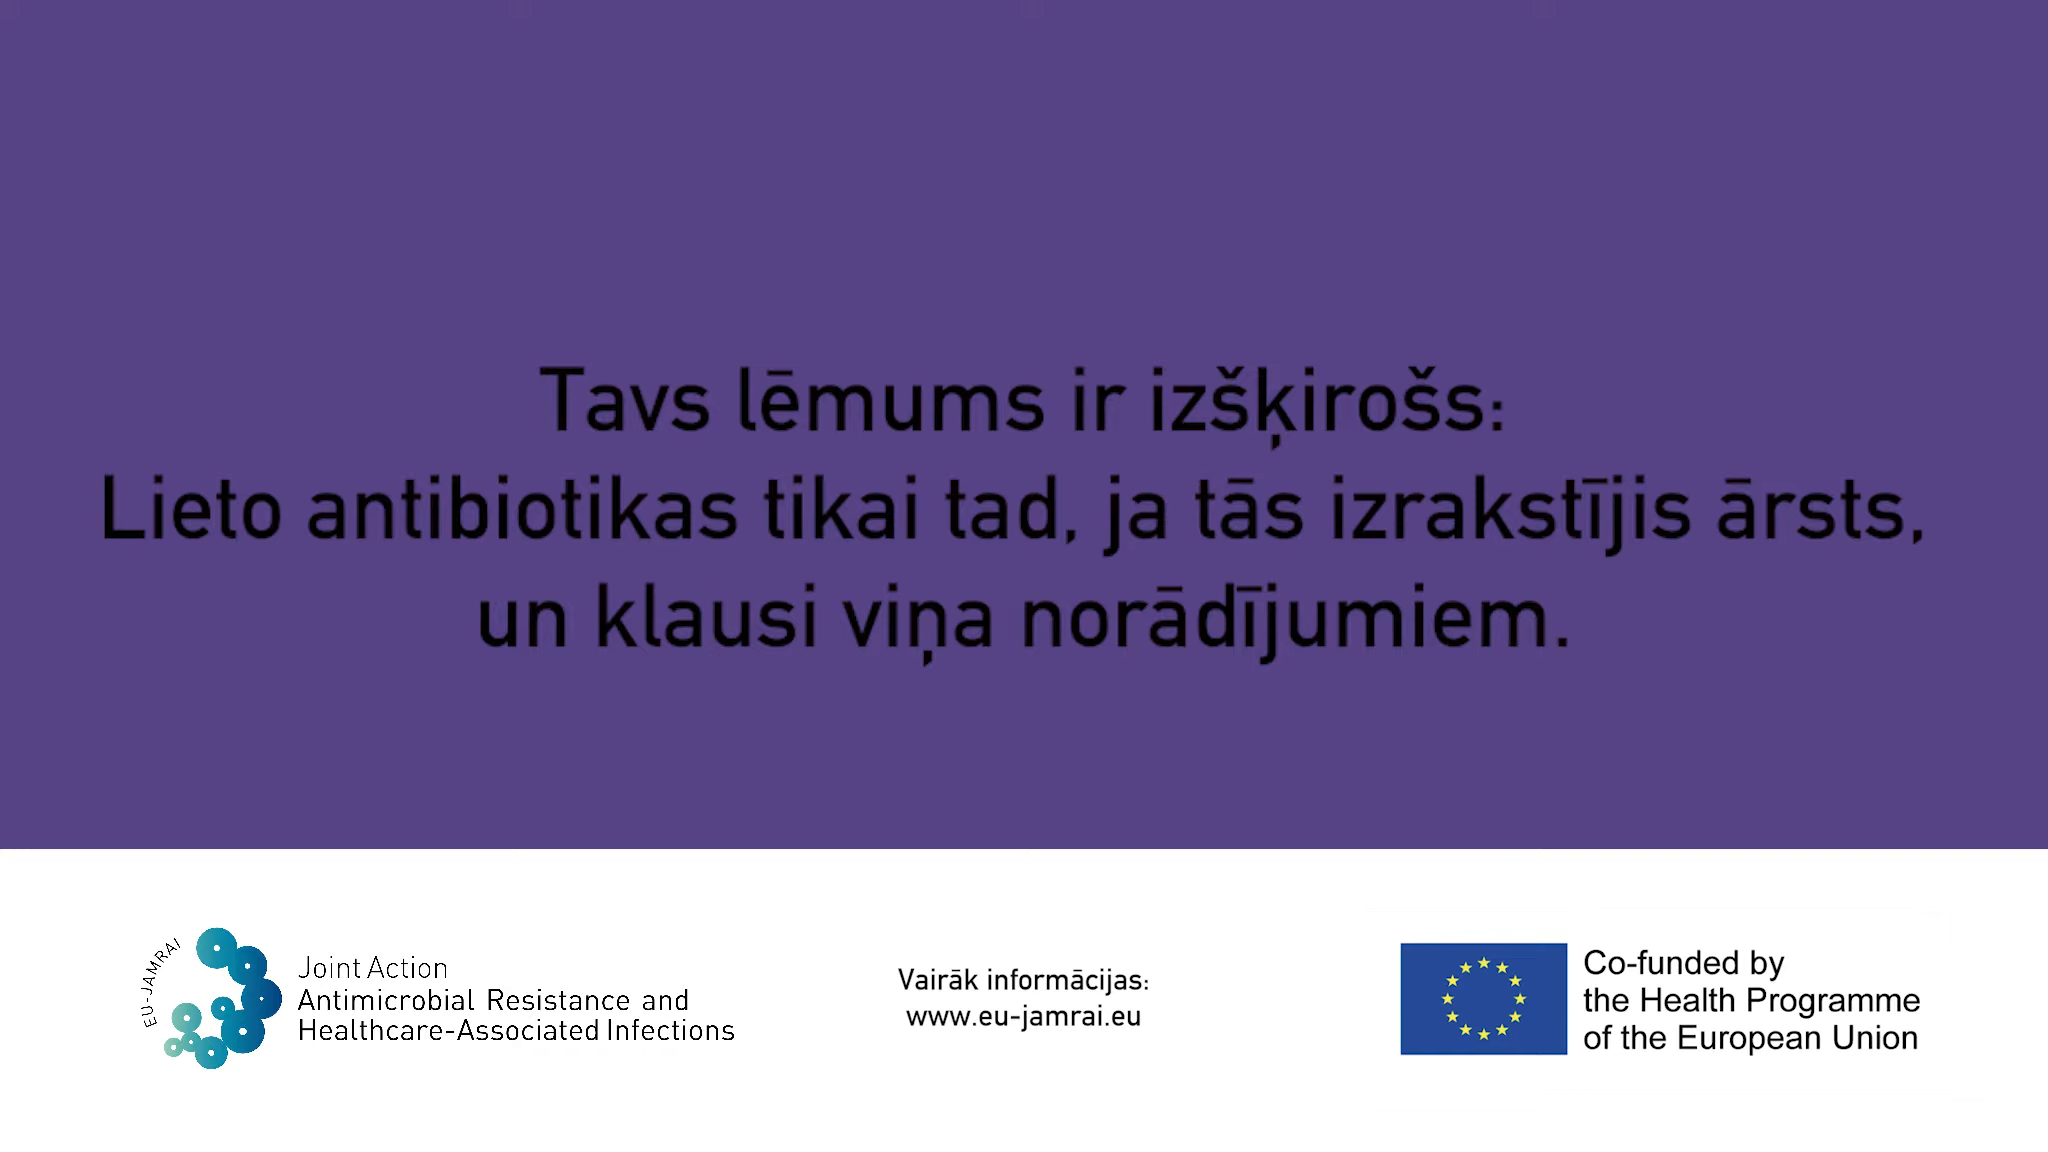 Tavs lēmums ir izšķirošs:
Lieto antibiotikas tikai tad, ja tās izrakstījis ārsts,
un klausi viņa norādījumiem.
EU-JAMRAI
Joint Action
Antimicrobial Resistance and
Healthcare-Associated Infections
Vairāk informācijas:
www.eu-jamrai.eu
Co-funded by
the Health Programme
of the European Union